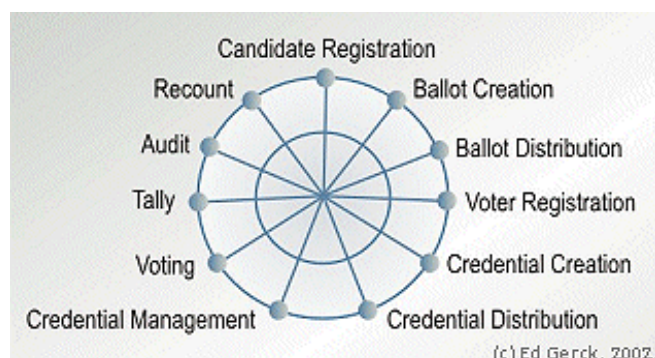 Candidate Registration
Recount
Ballot Creation
Audit
Ballot Distribution
Tally
Voter Registration
Voting
Credential Creation
Credential Management
Credential Distribution
(c) Ed Gerck, 2002